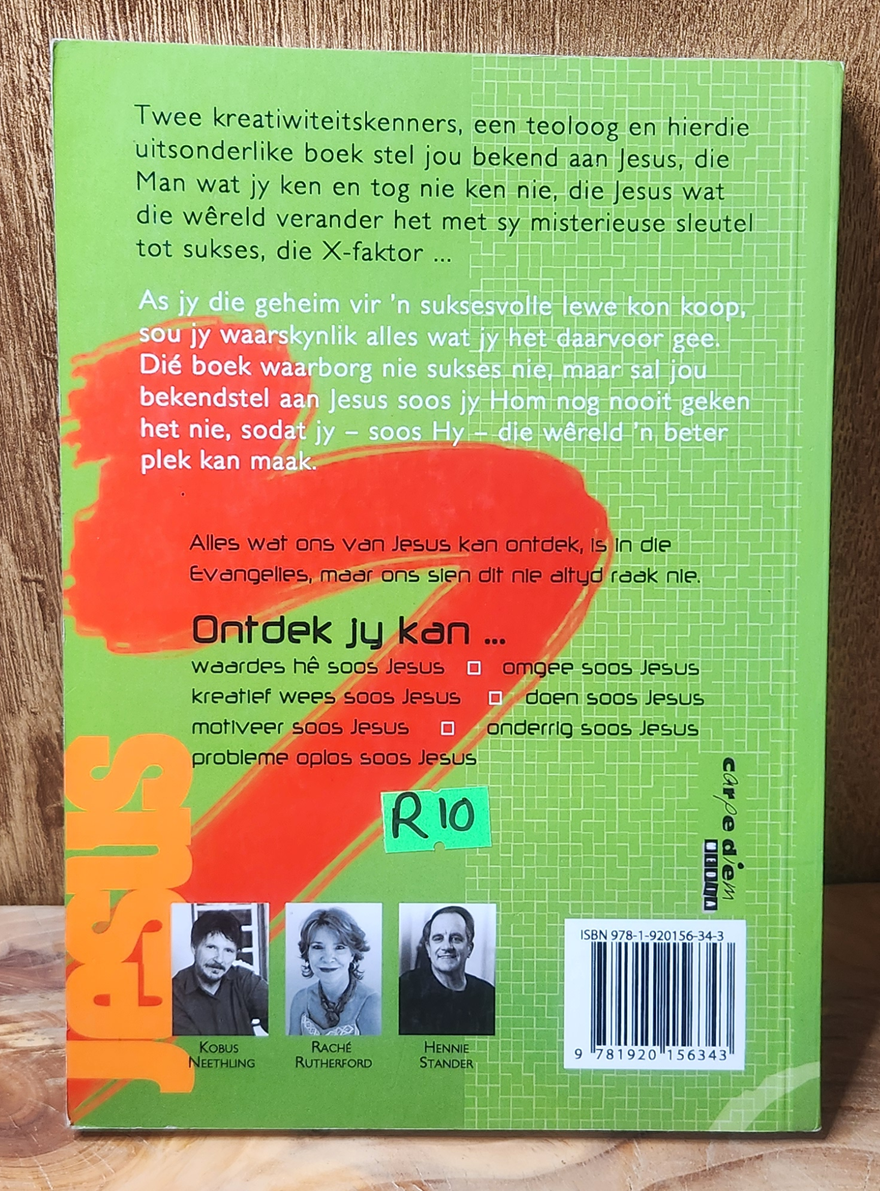 Twee kreatiwiteitskenners, een teoloog en hierdie
uitsonderlike boek stel jou bekend aan Jesus, die
Man wat jy ken en tog nie ken nie, die Jesus wat
die wêreld verander het met sy misterieuse sleutel
tot sukses, die X-faktor ...
As jy die geheim vir 'n suksesvolle lewe kon koop,
sou jy waarskynlik alles wat jy het daarvoor gee.
Dié boek waarborg nie sukses nie, maar sal jou
bekendstel aan Jesus soos jy Hom nog nooit geken
het nie, sodat jy – soos Hy – die wêreld 'n beter
plek kan maak.
Alles wat ons van Jesus kan ontdek, is in die
Evangelies, maar ons sien dit nie altyd raak nie.
Ontdek jy kan ...
waardes hê soos Jesus □ omgee soos Jesus
kreatief wees soos Jesus □ doen soos Jesus
motiveer soos Jesus □ onderrig soos Jesus
probleme oplos soos Jesus
R10
Jesus
carpe diem
MEDIA
KOBUS
NEETHLING
RACHÉ
RUTHERFORD
HENNIE
STANDER
ISBN 978-1-920156-34-3
9 781920 156343